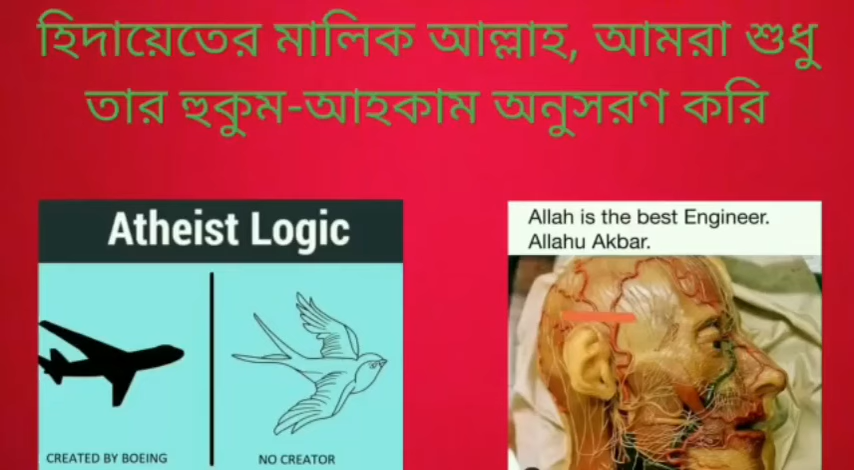 হিদায়েতের মালিক আল্লাহ, আমরা শুধু
তার হুকুম-আহকাম অনুসরণ করি
Atheist Logic
CREATED BY BOEING
NO CREATOR
Allah is the best Engineer.
Allahu Akbar.